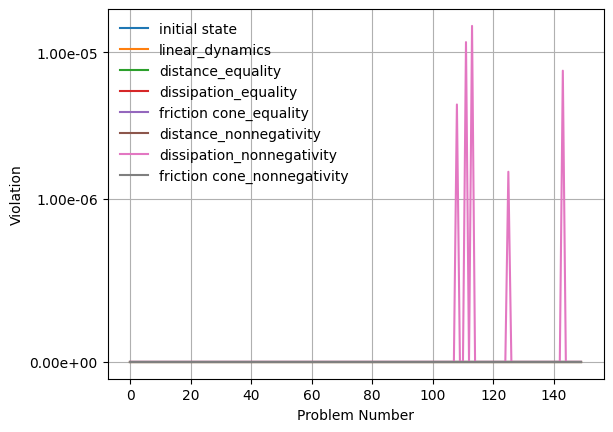 initial state
linear_dynamics
distance_equality
dissipation_equality
friction cone_equality
distance_nonnegativity
dissipation_nonnegativity
friction cone_nonnegativity
1.00e-05
1.00e-06
0.00e+00
Violation
0 20 40 60 80 100 120 140
Problem Number